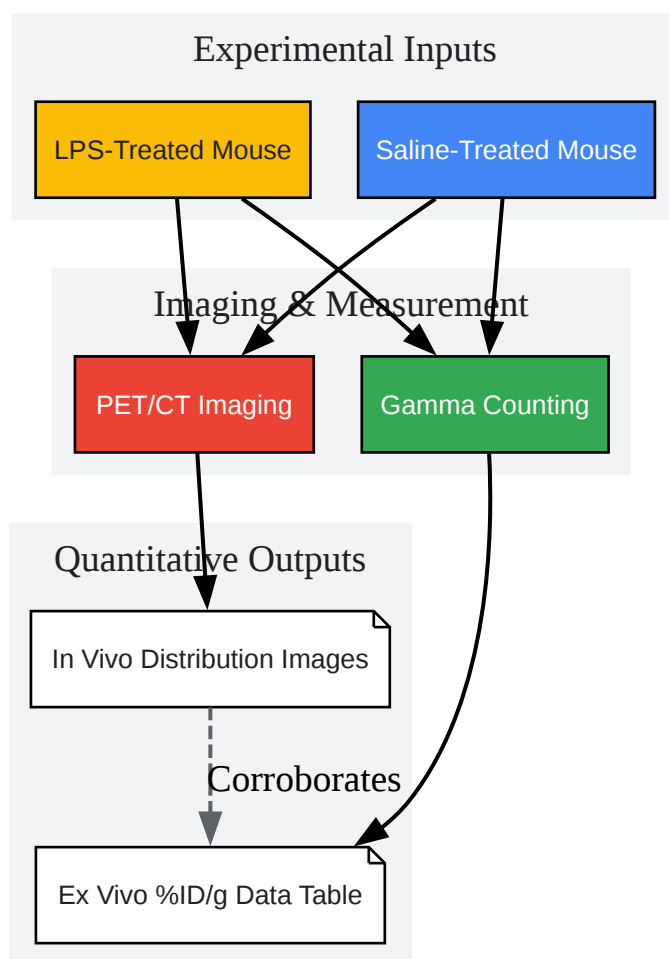 Experimental Inputs
LPS-Treated Mouse
Saline-Treated Mouse
Imaging & Measurement
PET/CT Imaging
Gamma Counting
Quantitative Outputs
In Vivo Distribution Images
Corroborates
Ex Vivo %ID/g Data Table